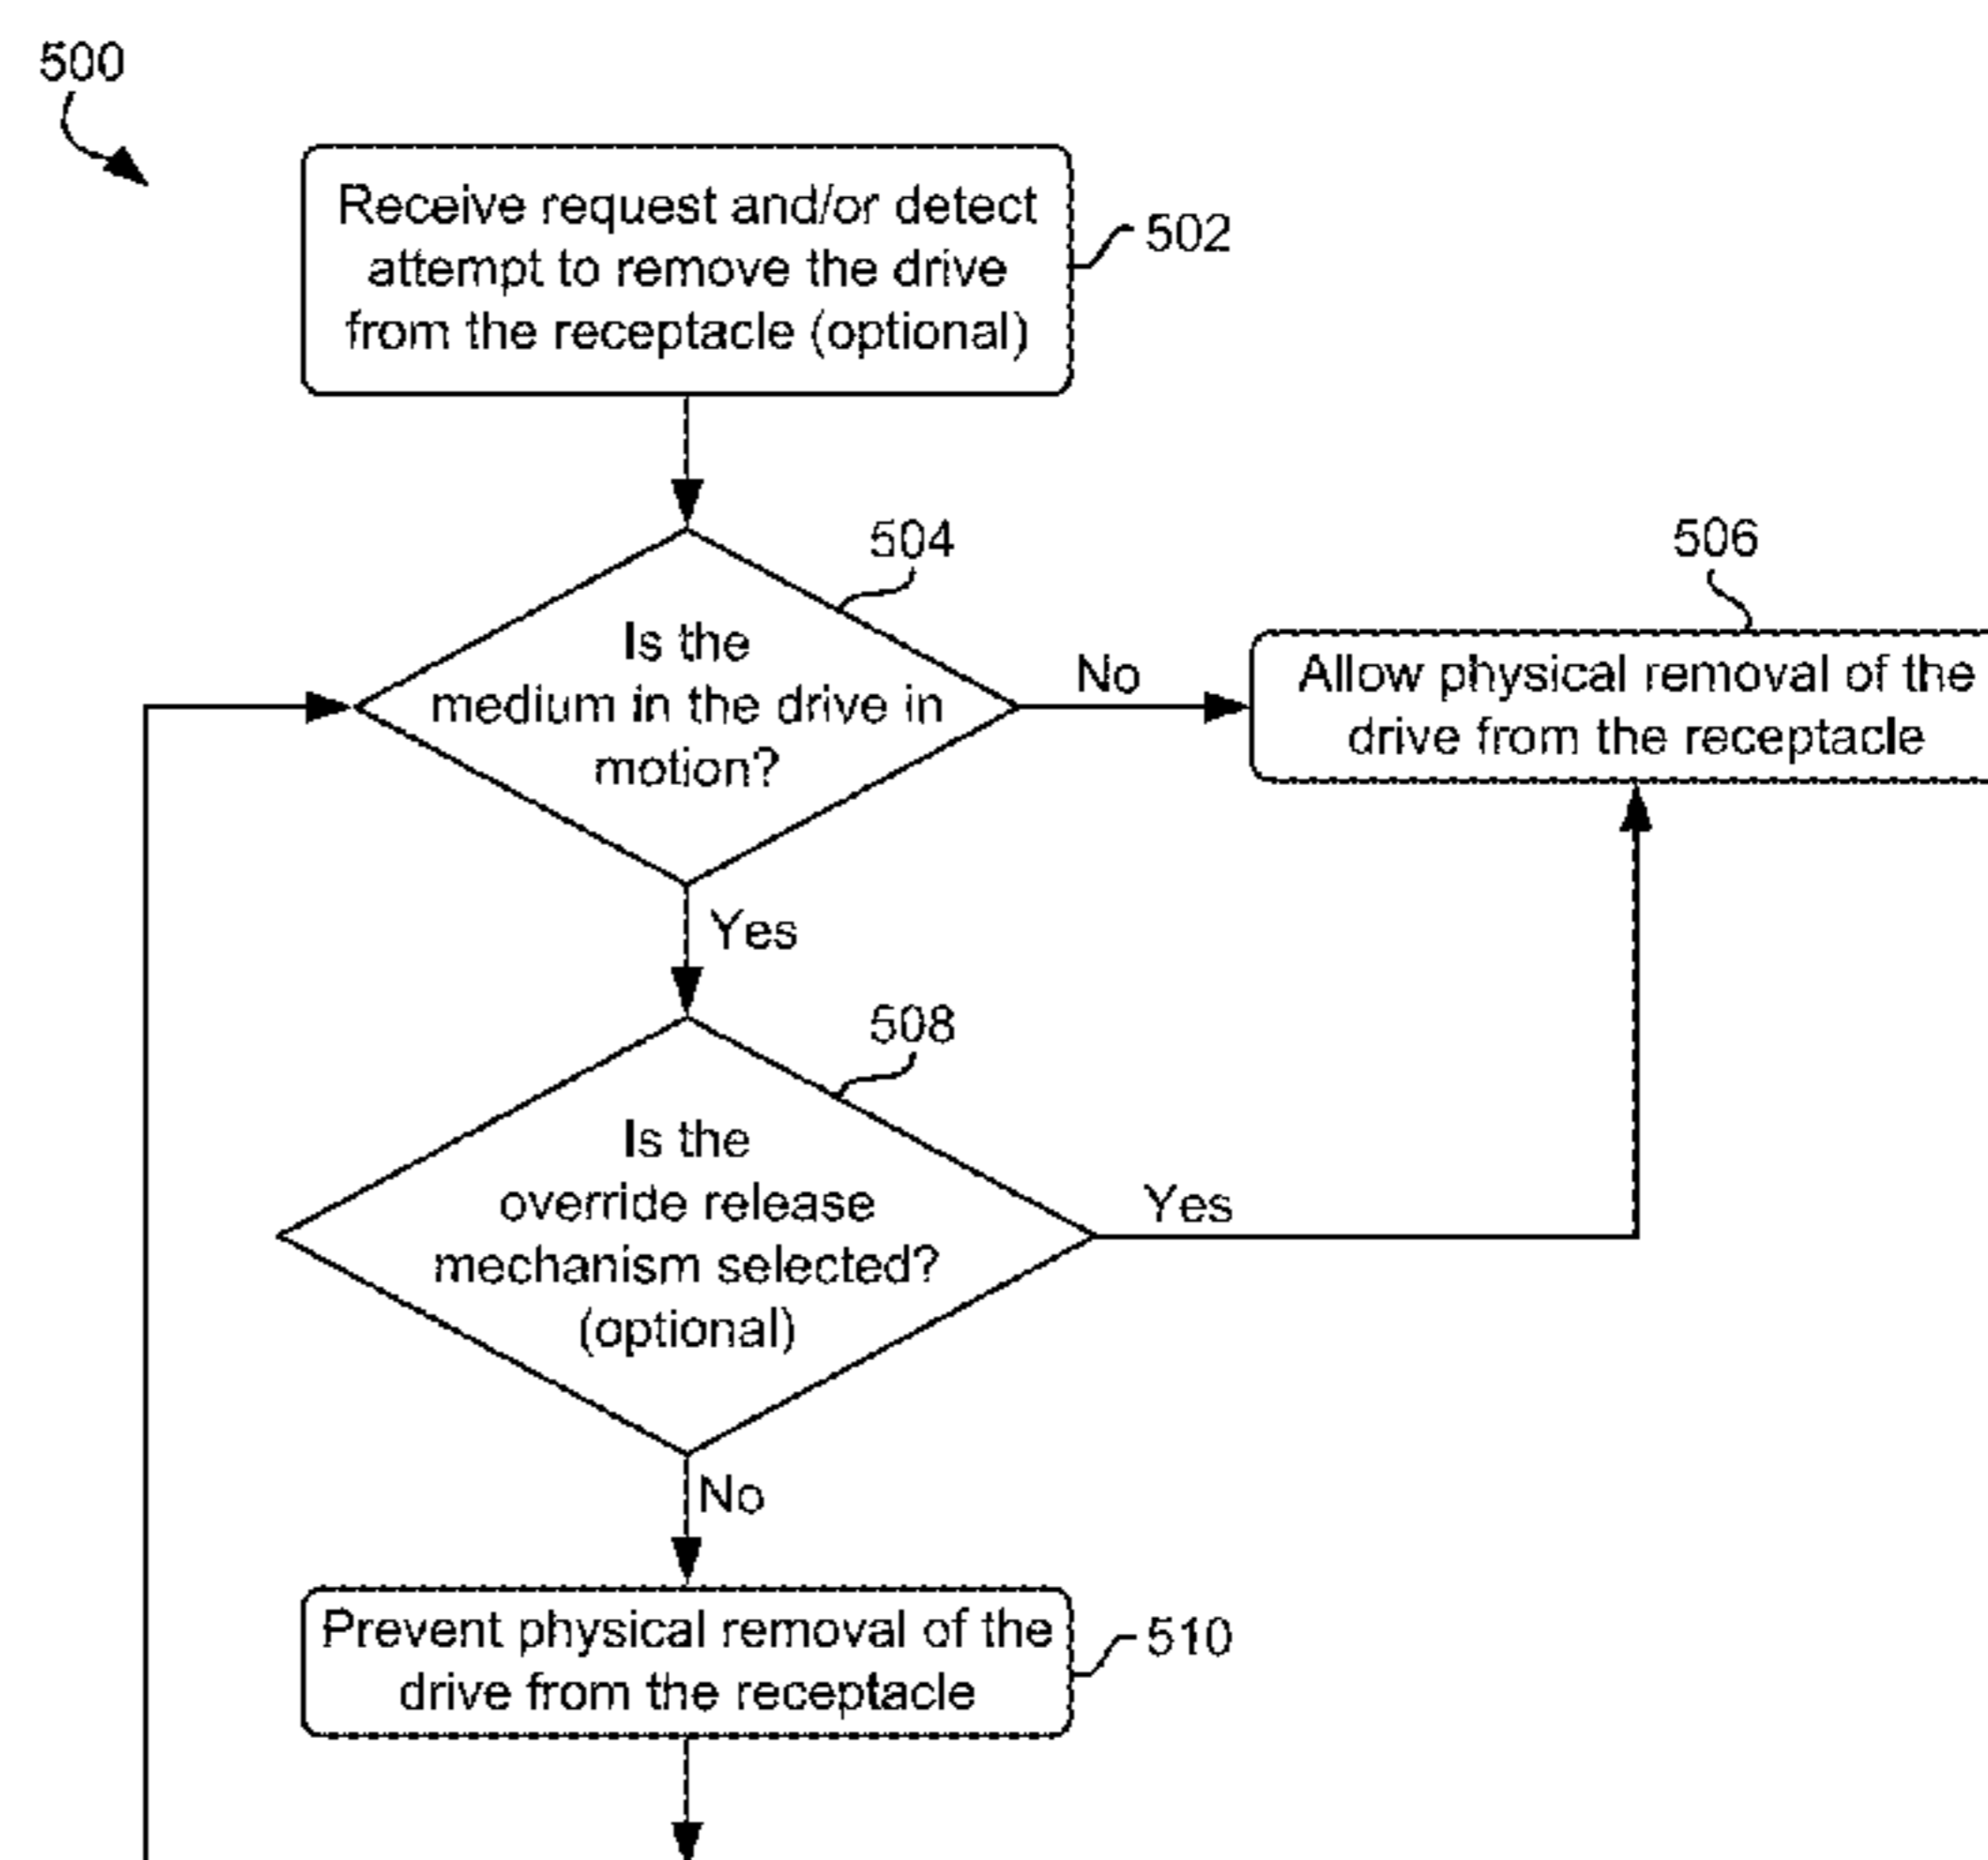 500
Receive request and/or detect
attempt to remove the drive
from the receptacle (optional)
502
504
Is the
medium in the drive in
motion?
No
506
Allow physical removal of the
drive from the receptacle
Yes
508
Is the
override release
mechanism selected?
(optional)
Yes
No
Prevent physical removal of the
drive from the receptacle
510